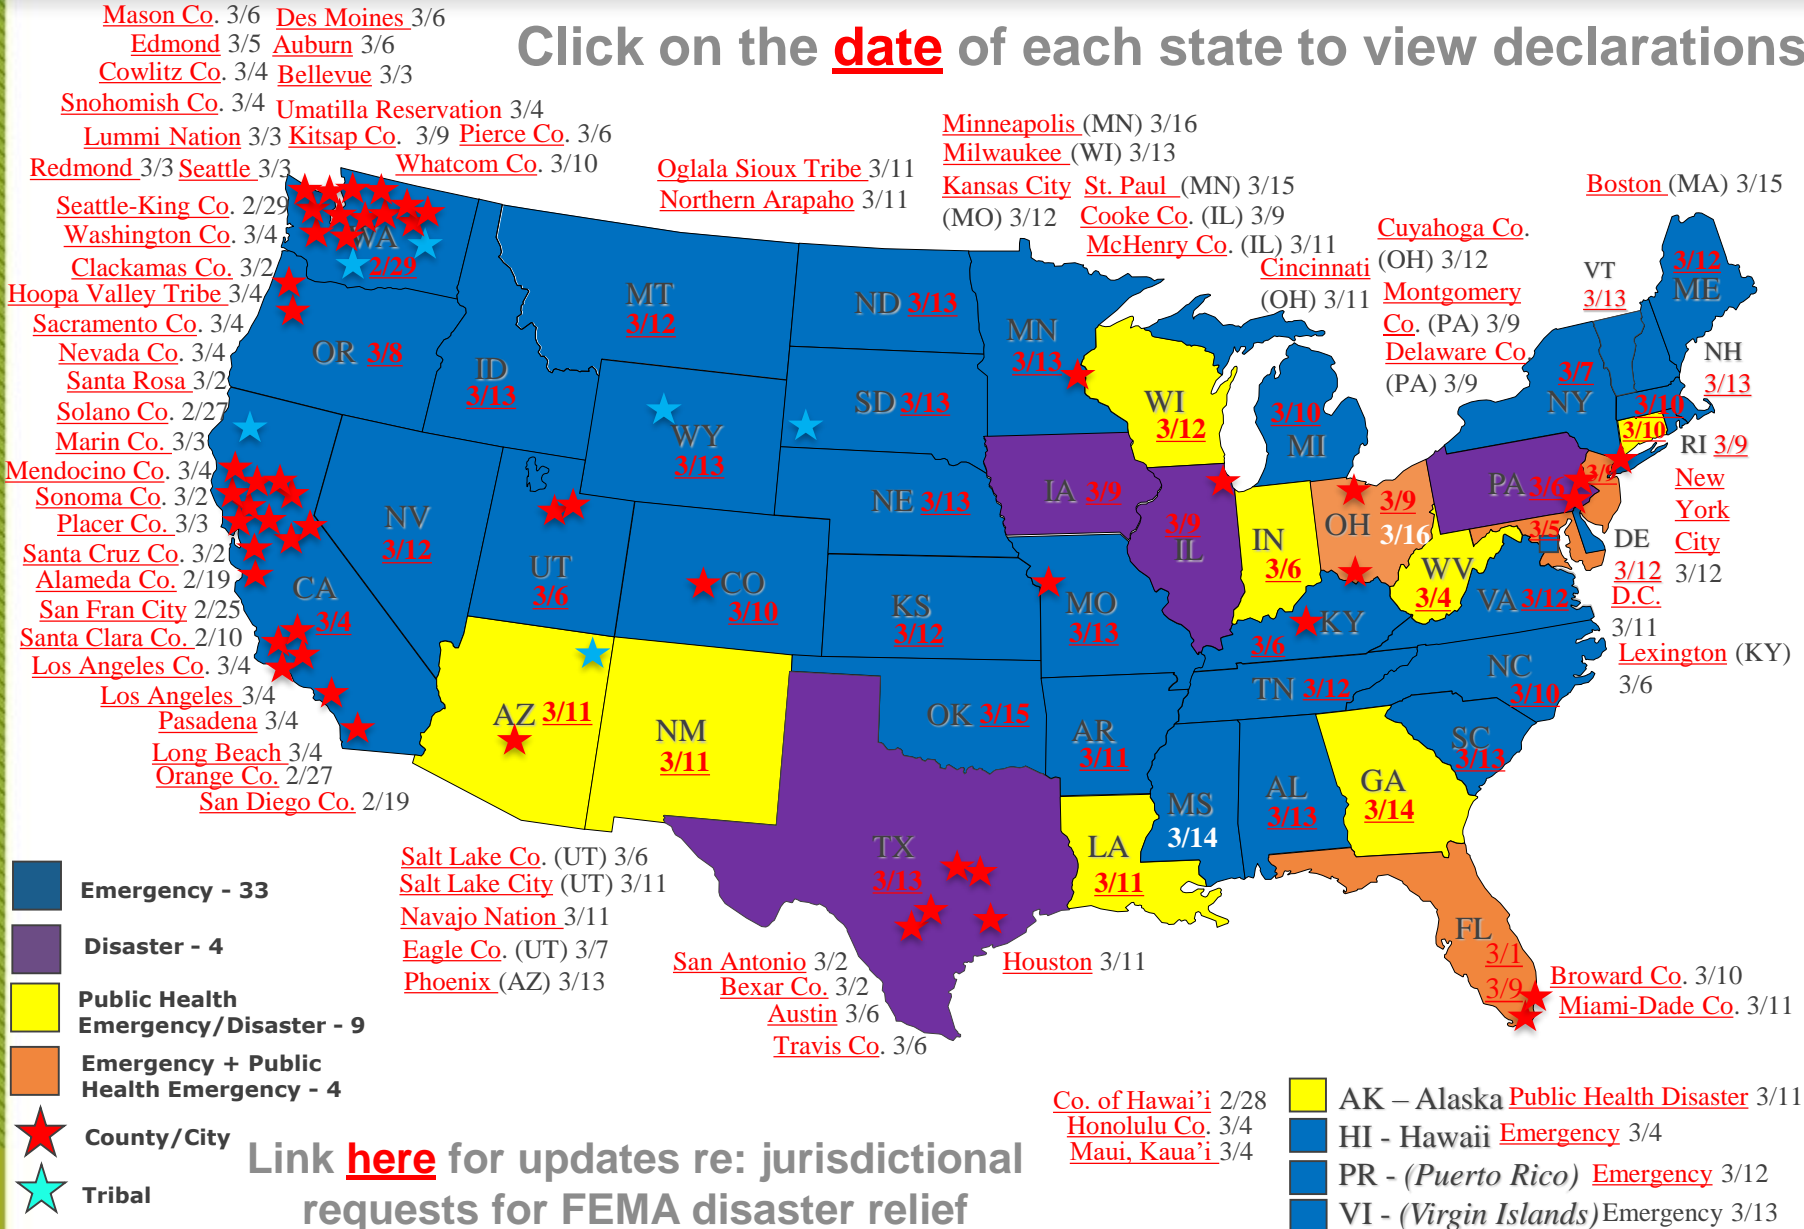 Click on the date of each state to view declarations
Mason Co. 3/6 Des Moines 3/6
Edmond 3/5 Auburn 3/6
Cowlitz Co. 3/4 Bellevue 3/3
Snohomish Co. 3/4 Umatilla Reservation 3/4
Lummi Nation 3/3 Kitsap Co. 3/9 Pierce Co. 3/6
Redmond 3/3 Seattle 3/3 Whatcom Co. 3/10
Seattle-King Co. 2/29
Washington Co. 3/4
Clackamas Co. 3/2
Hoopa Valley Tribe 3/4
Sacramento Co. 3/4
Nevada Co. 3/4
Santa Rosa 3/2
Solano Co. 2/27
Marin Co. 3/3
Mendocino Co. 3/4
Sonoma Co. 3/2
Placer Co. 3/3
Santa Cruz Co. 3/2
Alameda Co. 2/19
San Fran City 2/25
Santa Clara Co. 2/10
Los Angeles Co. 3/4
Los Angeles 3/4
Pasadena 3/4
Long Beach 3/4
Orange Co. 2/27
San Diego Co. 2/19
Oglala Sioux Tribe 3/11
Northern Arapaho 3/11
Minneapolis (MN) 3/16
Milwaukee (WI) 3/13
Kansas City St. Paul (MN) 3/15
(MO) 3/12 Cooke Co. (IL) 3/9
McHenry Co. (IL) 3/11
Cincinnati
(OH) 3/11
Cuyahoga Co.
(OH) 3/12
Montgomery
Co. (PA) 3/9
Delaware Co.
(PA) 3/9
Boston (MA) 3/15
VT
3/13
3/12
ME
NH
3/13
3/7
NY
3/10
3/10
RI 3/9
New
York
City
3/12
DE
3/12
D.C.
3/11
Lexington (KY)
3/6
WA
2/29
OR 3/8
ID
3/13
MT
3/12
ND 3/13
SD 3/13
MN
3/13
WI
3/12
3/10
MI
WY
3/13
NE 3/13
IA 3/9
3/9
IL
IN
3/6
3/9
OH 3/16
PA 3/6
3/9
3/5
NV
3/12
UT
3/6
CO
3/10
KS
3/12
MO
3/13
KY
3/6
WV
3/4
VA 3/12
CA
3/4
AZ 3/11
NM
3/11
OK 3/15
AR
3/11
TN 3/12
NC
3/10
SC
3/13
TX
3/13
LA
3/11
MS
3/14
AL
3/13
GA
3/14
FL
3/1
3/9
Broward Co. 3/10
Miami-Dade Co. 3/11
Salt Lake Co. (UT) 3/6
Salt Lake City (UT) 3/11
Navajo Nation 3/11
Eagle Co. (UT) 3/7
Phoenix (AZ) 3/13
San Antonio 3/2
Bexar Co. 3/2
Austin 3/6
Travis Co. 3/6
Houston 3/11
Emergency - 33
Disaster - 4
Public Health
Emergency/Disaster - 9
Emergency + Public
Health Emergency - 4
County/City
Tribal
Link here for updates re: jurisdictional
requests for FEMA disaster relief
Co. of Hawai’i 2/28
Honolulu Co. 3/4
Maui, Kaua’i 3/4
AK – Alaska Public Health Disaster 3/11
HI - Hawaii Emergency 3/4
PR - (Puerto Rico) Emergency 3/12
VI - (Virgin Islands) Emergency 3/13